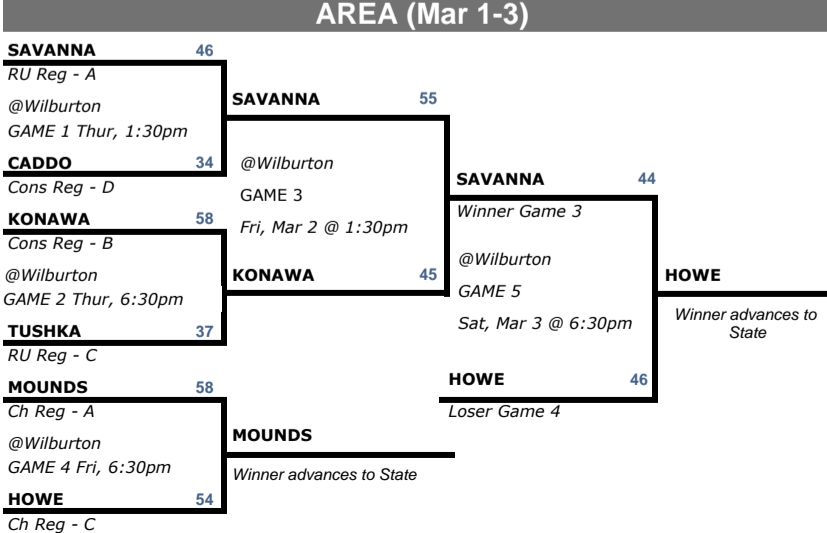 AREA (Mar 1-3)
SAVANNA 46
RU Reg - A
@Wilburton
GAME 1 Thur, 1:30pm
CADDO 34
Cons Reg - D
KONAWA 58
Cons Reg - B
@Wilburton
GAME 2 Thur, 6:30pm
TUSHKA 37
RU Reg - C
MOUNDS 58
Ch Reg - A
@Wilburton
GAME 4 Fri, 6:30pm
HOWE 54
Ch Reg - C
SAVANNA 55
@Wilburton
GAME 3
Fri, Mar 2 @ 1:30pm
KONAWA 45
MOUNDS
Winner advances to State
SAVANNA 44
Winner Game 3
@Wilburton
GAME 5
Sat, Mar 3 @ 6:30pm
HOWE 46
Loser Game 4
HOWE
Winner advances to
State